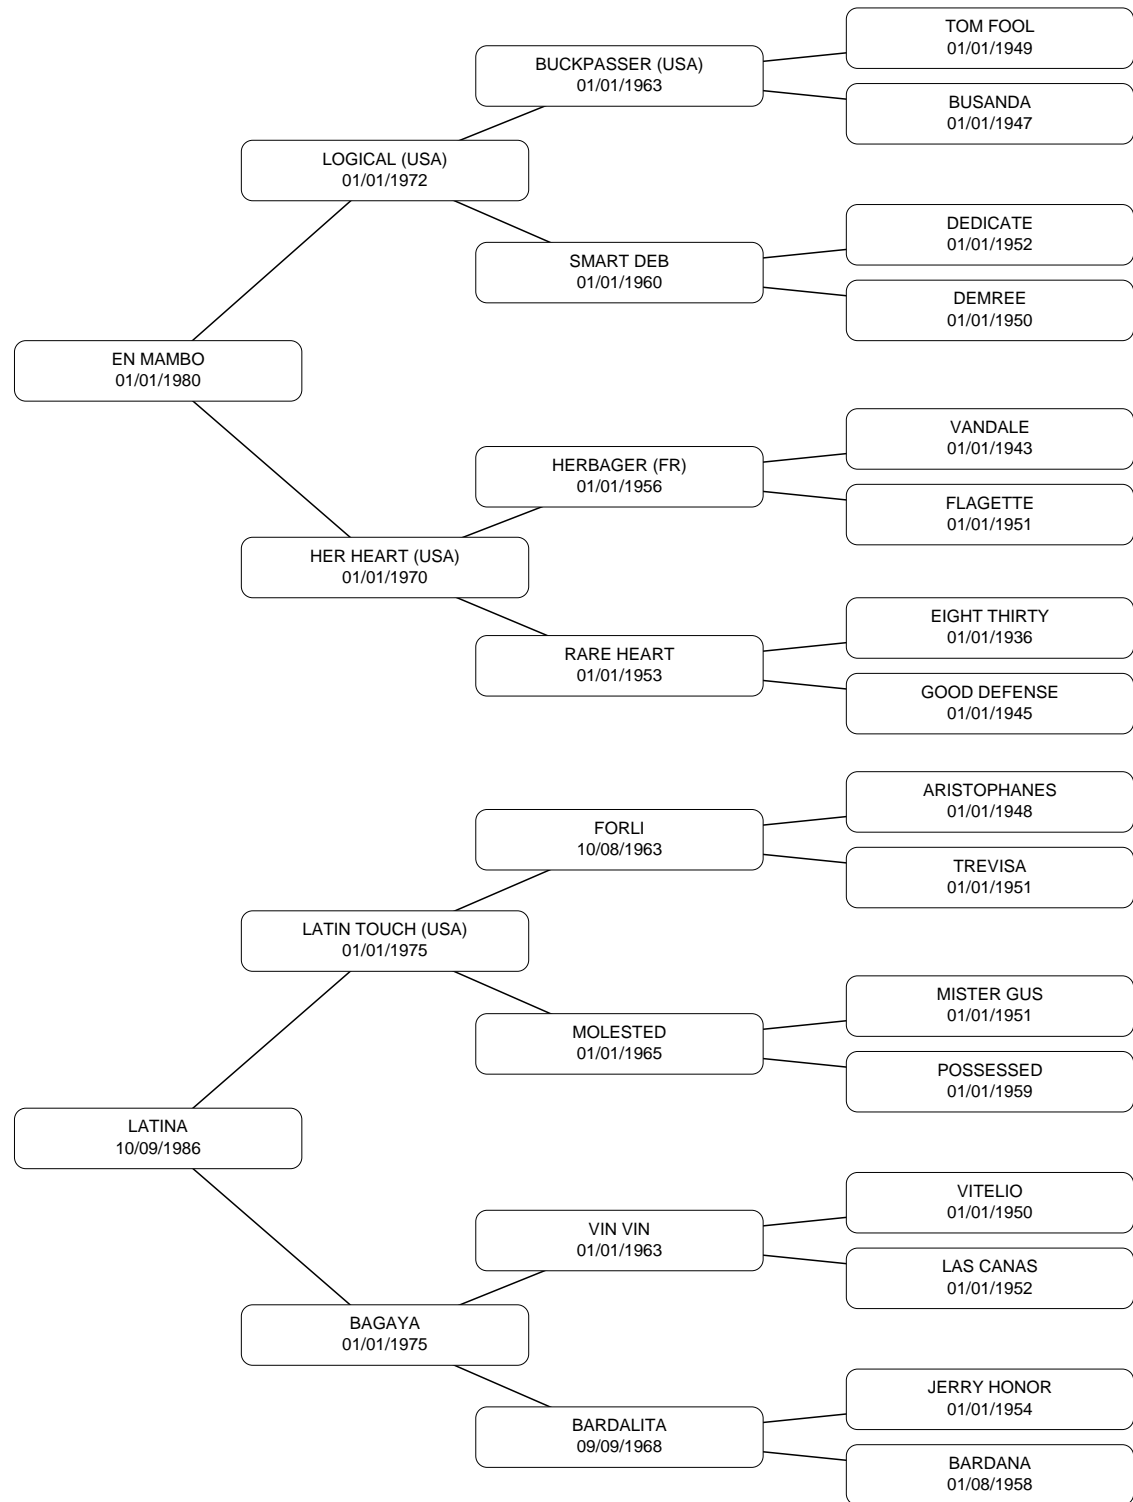 TOM FOOL
01/01/1949
BUCKPASSER (USA)
01/01/1963
BUSANDA
01/01/1947
LOGICAL (USA)
01/01/1972
DEDICATE
01/01/1952
SMART DEB
01/01/1960
DEMREE
01/01/1950
EN MAMBO
01/01/1980
VANDALE
01/01/1943
HERBAGER (FR)
01/01/1956
FLAGETTE
01/01/1951
HER HEART (USA)
01/01/1970
EIGHT THIRTY
01/01/1936
RARE HEART
01/01/1953
GOOD DEFENSE
01/01/1945
ARISTOPHANES
01/01/1948
FORLI
10/08/1963
TREVISA
01/01/1951
LATIN TOUCH (USA)
01/01/1975
MISTER GUS
01/01/1951
MOLESTED
01/01/1965
POSSESSED
01/01/1959
LATINA
10/09/1986
VITELIO
01/01/1950
VIN VIN
01/01/1963
LAS CANAS
01/01/1952
BAGAYA
01/01/1975
JERRY HONOR
01/01/1954
BARDALITA
09/09/1968
BARDANA
01/08/1958